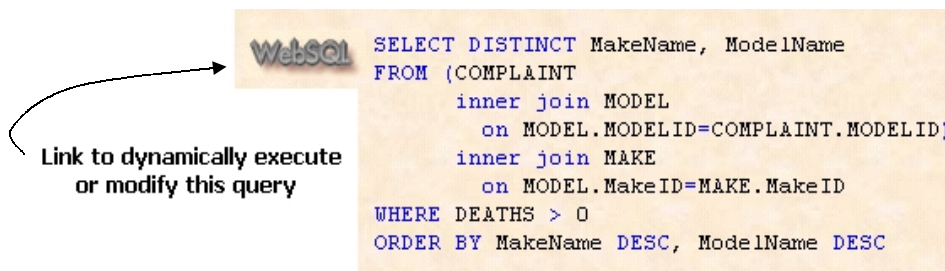 WebSQL
SELECT DISTINCT MakeName, ModelName
FROM (COMPLAINT
inner join MODEL
on MODEL.MODELID=COMPLAINT.MODELID)
inner join MAKE
on MODEL.MakeID=MAKE.MakeID
WHERE DEATHS > 0
ORDER BY MakeName DESC, ModelName DESC
Link to dynamically execute
or modify this query